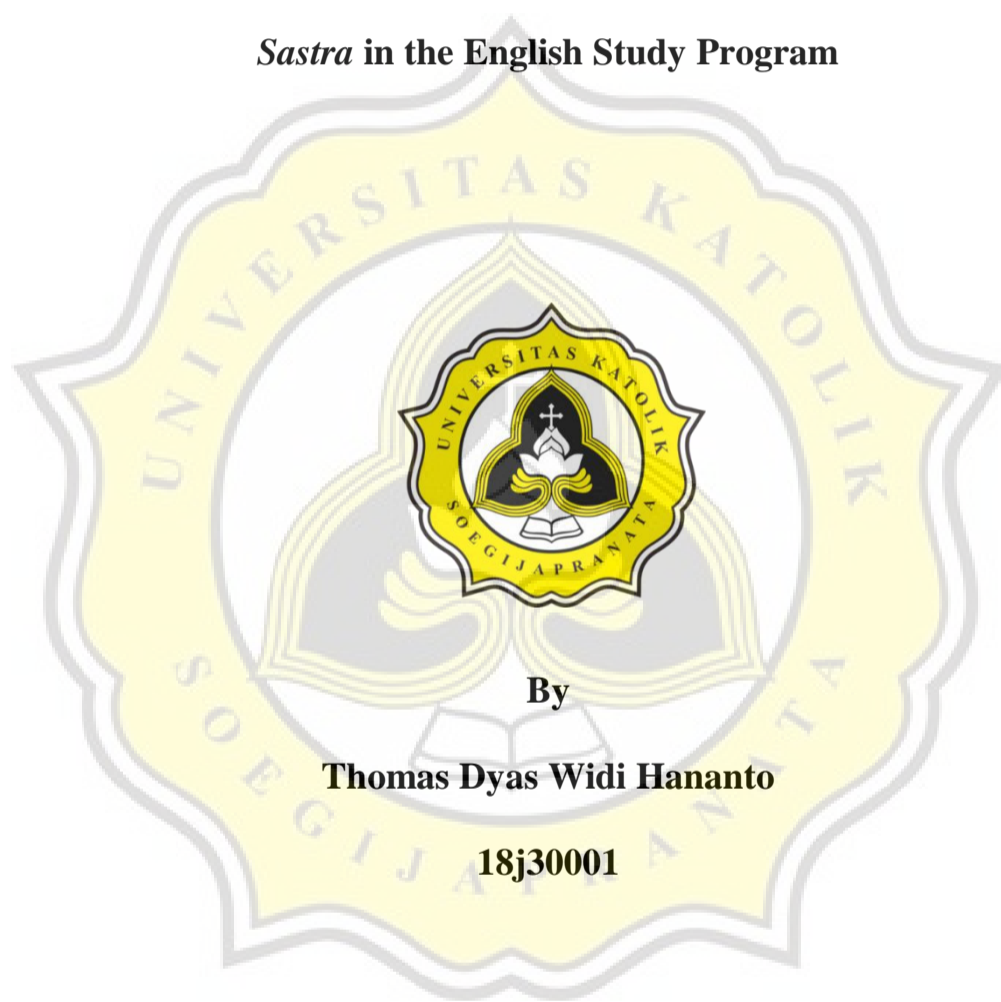 Sastra in the English Study Program
UNIVERSITAS KATOLIK
SOEGIJAPRANATA
UNIVERSITAS KATOLIK
SOEGIJAPRANATA
By
Thomas Dyas Widi Hananto
18j30001